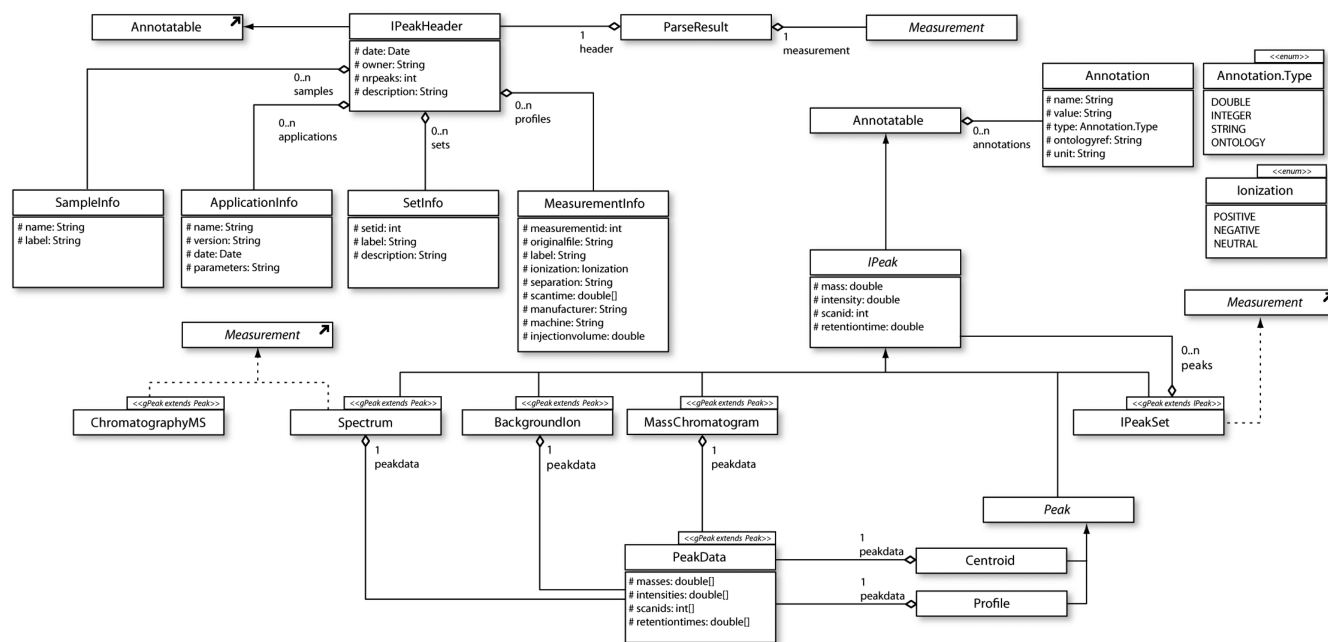 Annotatable
IPeakHeader
# date: Date
# owner: String
# nrpeaks: int
# description: String
1
header
ParseResult
1
measurement
Measurement
0..n
samples
0..n
applications
0..n
sets
0..n
profiles
SampleInfo
# name: String
# label: String
ApplicationInfo
# name: String
# version: String
# date: Date
# parameters: String
SetInfo
# setid: int
# label: String
# description: String
MeasurementInfo
# measurementid: int
# originalfile: String
# label: String
# ionization: Ionization
# separation: String
# scantime: double[]
# manufacturer: String
# machine: String
# injectionvolume: double
Annotatable
0..n
annotations
Annotation
# name: String
# value: String
# type: Annotation.Type
# ontologyref: String
# unit: String
<<enum>>
Annotation.Type
DOUBLE
INTEGER
STRING
ONTOLOGY
<<enum>>
Ionization
POSITIVE
NEGATIVE
NEUTRAL
IPeak
# mass: double
# intensity: double
# scanid: int
# retentiontime: double
Measurement
0..n
peaks
Measurement
<<gPeak extends Peak>>
ChromatographyMS
<<gPeak extends Peak>>
Spectrum
1
peakdata
<<gPeak extends Peak>>
BackgroundIon
1
peakdata
<<gPeak extends Peak>>
MassChromatogram
1
peakdata
<<gPeak extends IPeak>>
IPeakSet
Peak
<<gPeak extends Peak>>
PeakData
# masses: double[]
# intensities: double[]
# scanids: int[]
# retentiontimes: double[]
1
peakdata
Centroid
1
peakdata
Profile